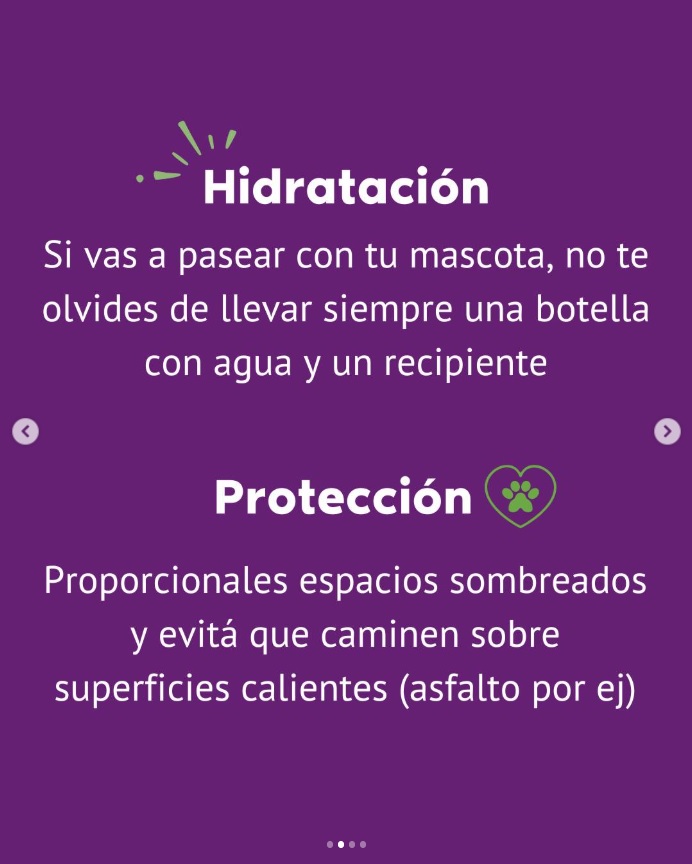 Hidratación
Si vas a pasear con tu mascota, no te
olvides de llevar siempre una botella
con agua y un recipiente
Protección
Proporcionales espacios sombreados
y evitá que caminen sobre
superficies calientes (asfalto por ej)